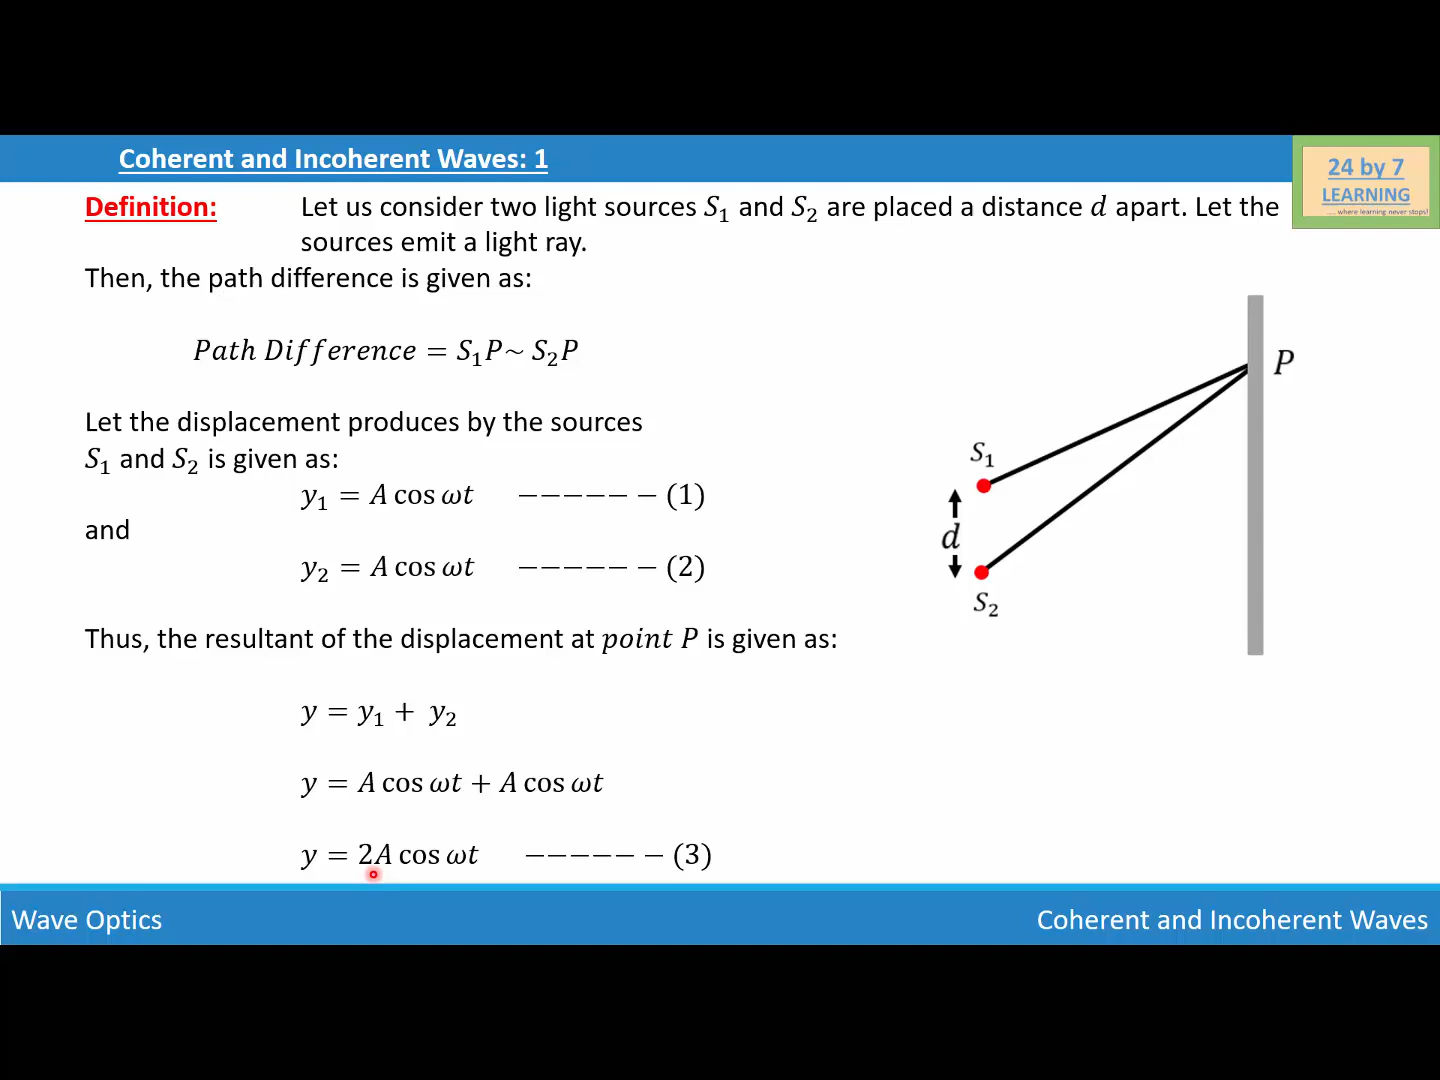 Coherent and Incoherent Waves: 1
24 by 7
LEARNING
.... where learning never stops!
Definition: Let us consider two light sources S₁ and S₂ are placed a distance d apart. Let the
sources emit a light ray.
Then, the path difference is given as:
Path Difference = S₁P~ S₂P
Let the displacement produces by the sources
S₁ and S₂ is given as:
y₁ = A cos ωt − − − − − − (1)
and
y₂ = A cos ωt − − − − − − (2)
Thus, the resultant of the displacement at point P is given as:
y = y₁ + y₂
y = A cos ωt + A cos ωt
y = 2A cos ωt − − − − − − (3)
P
S₁
d
S₂
Wave Optics
Coherent and Incoherent Waves